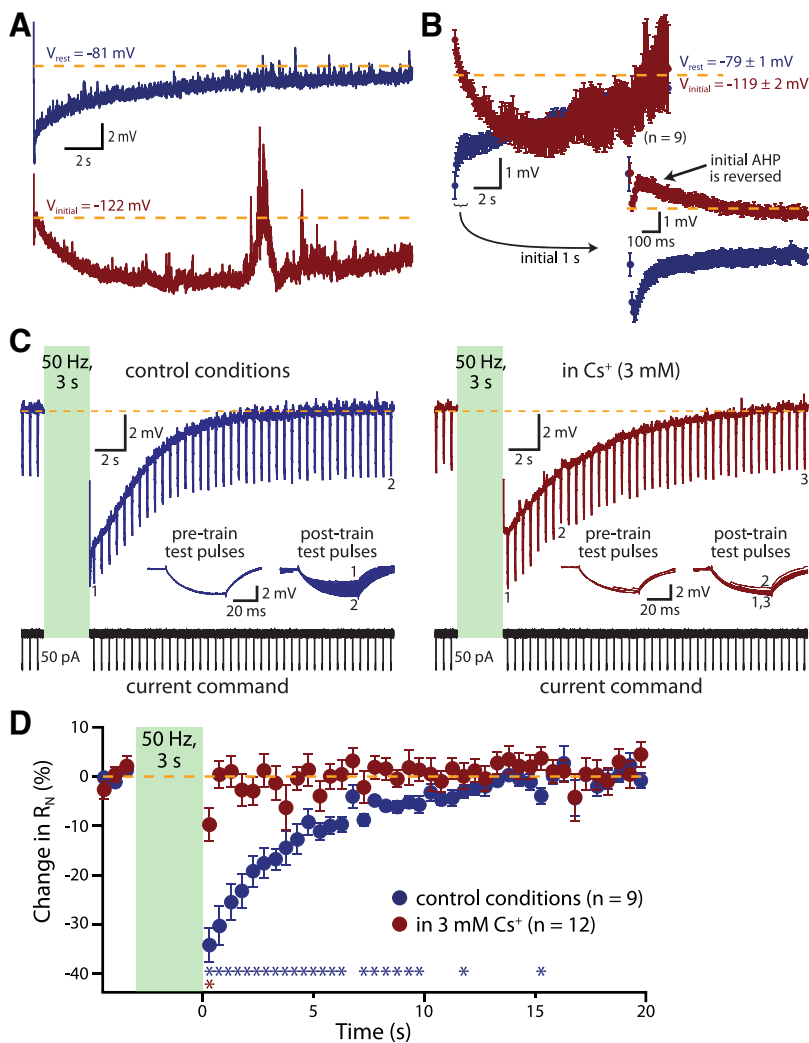 A
V_rest = -81 mV
2 mV
2 s
V_initial = -122 mV
B
V_rest = -79 ± 1 mV
V_initial = -119 ± 2 mV
(n = 9)
1 mV
2 s
initial AHP
is reversed
1 mV
100 ms
initial 1 s
C
50 Hz,
3 s
control conditions
2 mV
2 s
2
pre-train
test pulses
post-train
test pulses
1
1
2 mV
20 ms
2
50 pA
current command
50 Hz,
3 s
in Cs⁺ (3 mM)
2 mV
2 s
3
2
pre-train
test pulses
post-train
test pulses
2
1
2 mV
20 ms
1,3
50 pA
current command
D
50 Hz,
3 s
10
0
-10
-20
-30
-40
Change in R_N (%)
control conditions (n = 9)
in 3 mM Cs⁺ (n = 12)
* * * * * * * * * * * * * * * * * * * * *
*
0
5
10
15
20
Time (s)